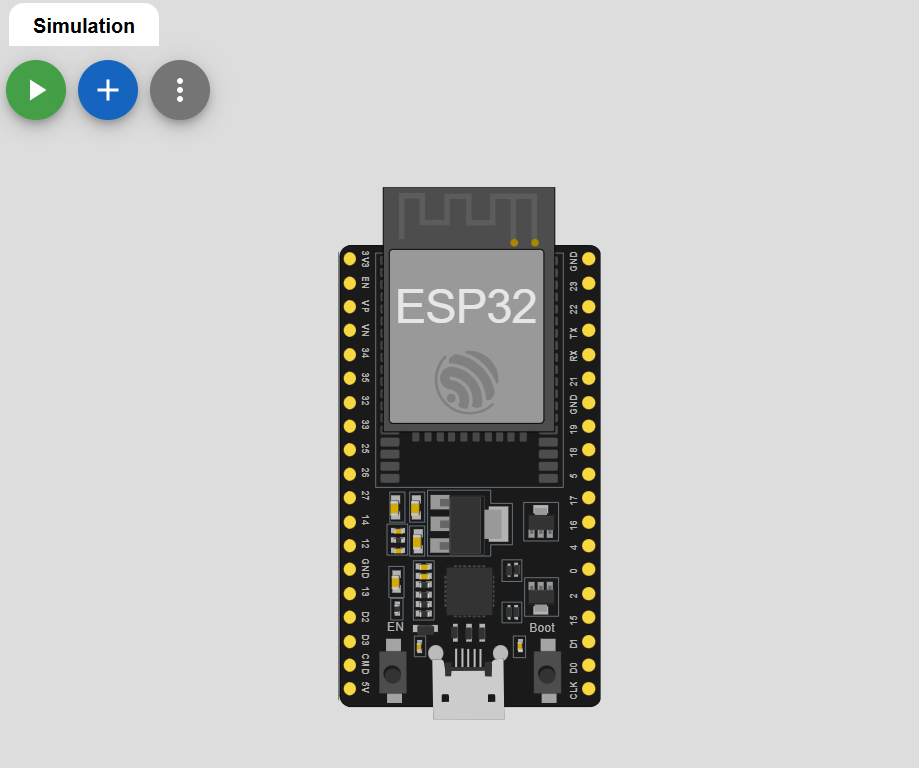 Simulation
3V3
EN
VP
VN
34
35
32
33
25
26
27
14
12
GND
13
D2
D3
CMD
5V
ESP32
GND
23
22
TX
RX
21
GND
19
18
5
17
16
4
0
2
15
D1
D0
CLK
EN
Boot